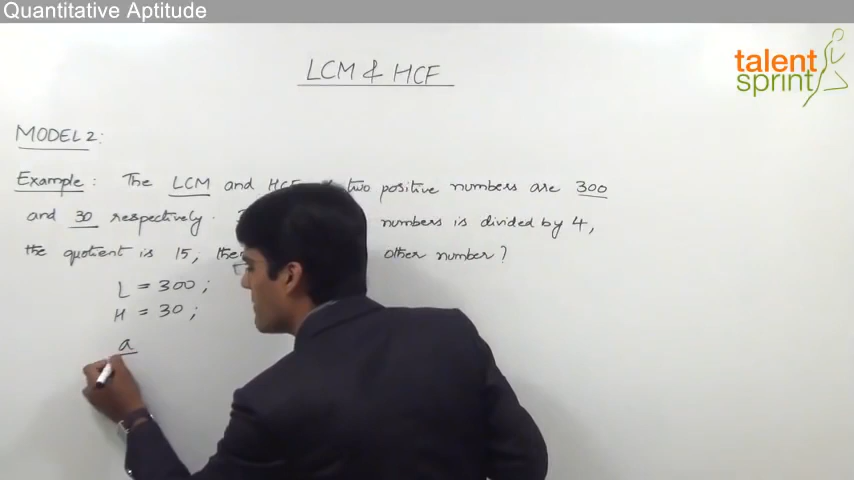 Quantitative Aptitude
LCM & HCF
talent
sprint
MODEL 2:
Example: The LCM and HCF two positive numbers are 300
and 30 respectively. numbers is divided by 4,
the quotient is 15; other number?
L = 300;
H = 30;
a